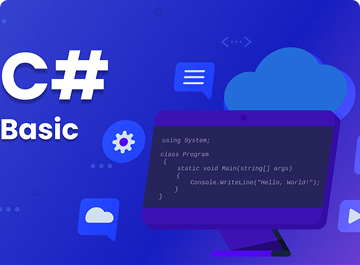 C#
Basic
using System;
class Program
{
static void Main(string[] args)
{
Console.WriteLine("Hello, World!");
}
}